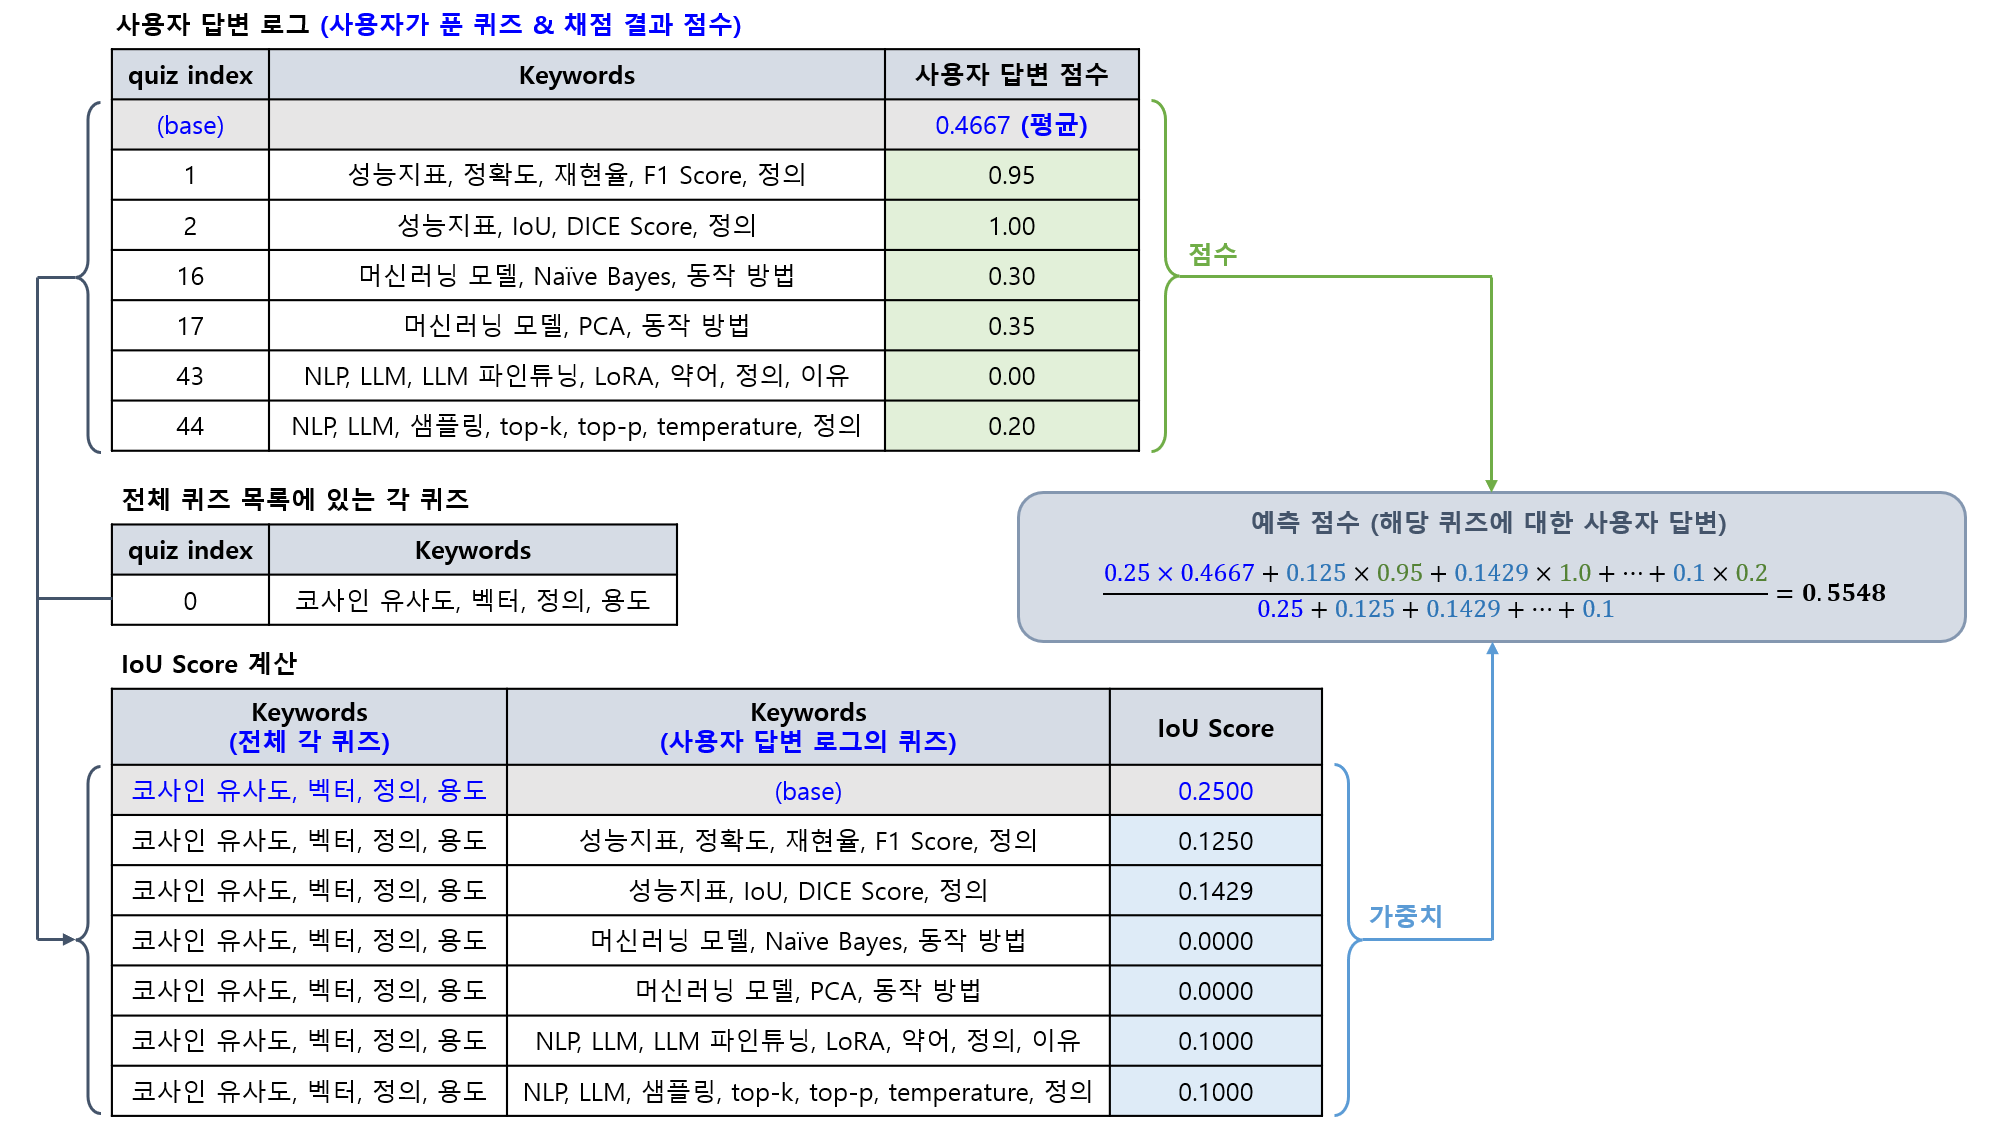 사용자 답변 로그 (사용자가 푼 퀴즈 & 채점 결과 점수)
quiz index Keywords 사용자 답변 점수
(base) 0.4667 (평균)
1 성능지표, 정확도, 재현율, F1 Score, 정의 0.95
2 성능지표, IoU, DICE Score, 정의 1.00
16 머신러닝 모델, Naïve Bayes, 동작 방법 0.30
17 머신러닝 모델, PCA, 동작 방법 0.35
43 NLP, LLM, LLM 파인튜닝, LoRA, 약어, 정의, 이유 0.00
44 NLP, LLM, 샘플링, top-k, top-p, temperature, 정의 0.20
점수
전체 퀴즈 목록에 있는 각 퀴즈
quiz index Keywords
0 코사인 유사도, 벡터, 정의, 용도
예측 점수 (해당 퀴즈에 대한 사용자 답변)
0.25 × 0.4667 + 0.125 × 0.95 + 0.1429 × 1.0 + ⋯ + 0.1 × 0.2
0.25 + 0.125 + 0.1429 + ⋯ + 0.1
= 0.5548
IoU Score 계산
Keywords (전체 각 퀴즈) Keywords (사용자 답변 로그의 퀴즈) IoU Score
코사인 유사도, 벡터, 정의, 용도 (base) 0.2500
코사인 유사도, 벡터, 정의, 용도 성능지표, 정확도, 재현율, F1 Score, 정의 0.1250
코사인 유사도, 벡터, 정의, 용도 성능지표, IoU, DICE Score, 정의 0.1429
코사인 유사도, 벡터, 정의, 용도 머신러닝 모델, Naïve Bayes, 동작 방법 0.0000
코사인 유사도, 벡터, 정의, 용도 머신러닝 모델, PCA, 동작 방법 0.0000
코사인 유사도, 벡터, 정의, 용도 NLP, LLM, LLM 파인튜닝, LoRA, 약어, 정의, 이유 0.1000
코사인 유사도, 벡터, 정의, 용도 NLP, LLM, 샘플링, top-k, top-p, temperature, 정의 0.1000
가중치